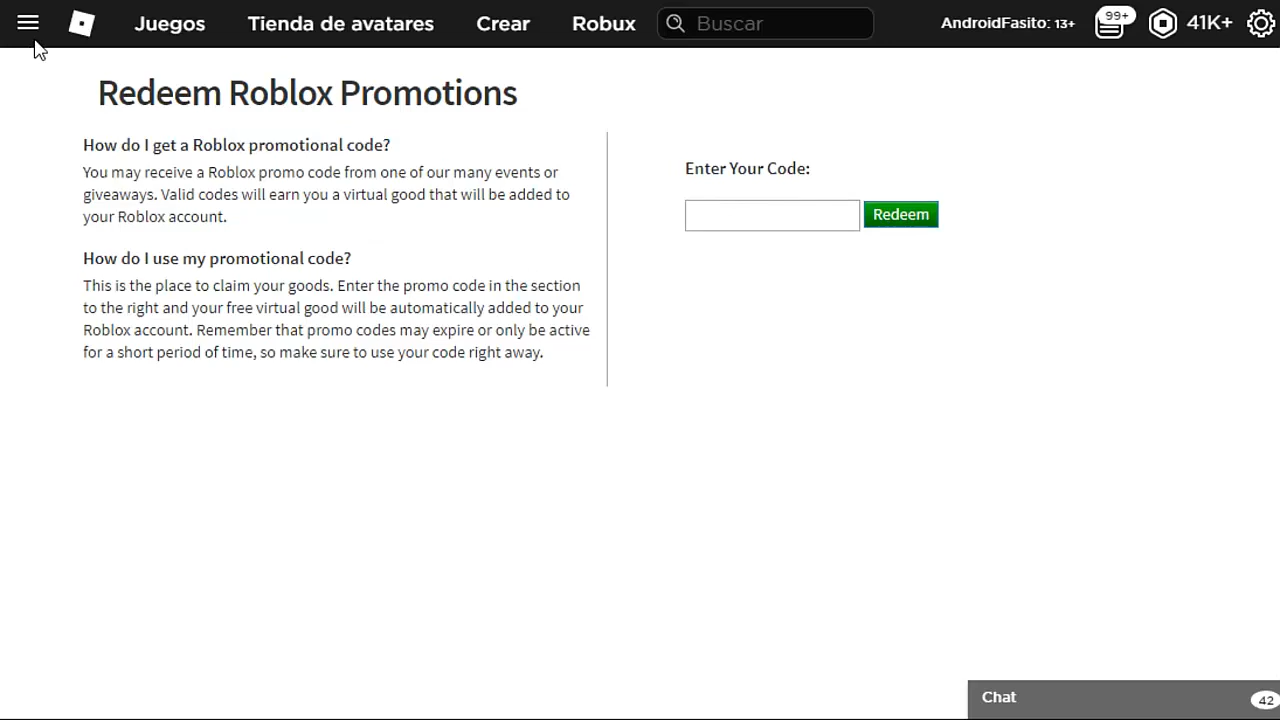 Juegos Tienda de avatares Crear Robux Buscar AndroidFasito: 13+ 99+ 41K+
Redeem Roblox Promotions
How do I get a Roblox promotional code?
You may receive a Roblox promo code from one of our many events or
giveaways. Valid codes will earn you a virtual good that will be added to
your Roblox account.
How do I use my promotional code?
This is the place to claim your goods. Enter the promo code in the section
to the right and your free virtual good will be automatically added to your
Roblox account. Remember that promo codes may expire or only be active
for a short period of time, so make sure to use your code right away.
Enter Your Code:
Redeem
Chat 42